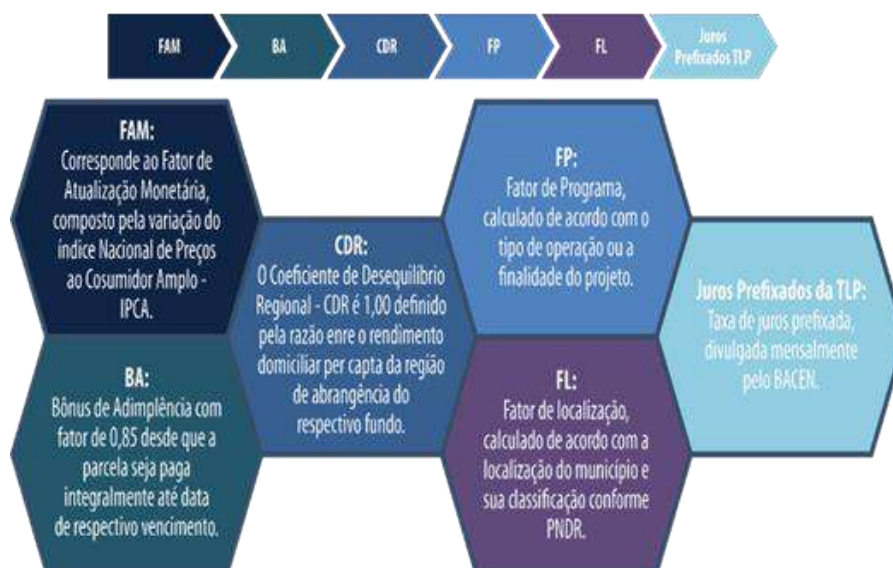 FAM
BA
CDR
FP
FL
Juros
Prefixados TLP
FAM:
Corresponde ao Fator de
Atualização Monetária,
composto pela variação do
índice Nacional de Preços
ao Cosumidor Amplo -
IPCA.
BA:
Bônus de Adimplência com
fator de 0,85 desde que a
parcela seja paga
integralmente até data
de respectivo vencimento.
CDR:
O Coeficiente de Desequilíbrio
Regional - CDR é 1,00 definido
pela razão enre o rendimento
domiciliar per capta da região
de abrangência do
respectivo fundo.
FP:
Fator de Programa,
calculado de acordo com o
tipo de operação ou a
finalidade do projeto.
FL:
Fator de localização,
calculado de acordo com a
localização do município e
sua classificação conforme
PNDR.
Juros Prefixados da TLP:
Taxa de juros prefixada,
divulgada mensalmente
pelo BACEN.